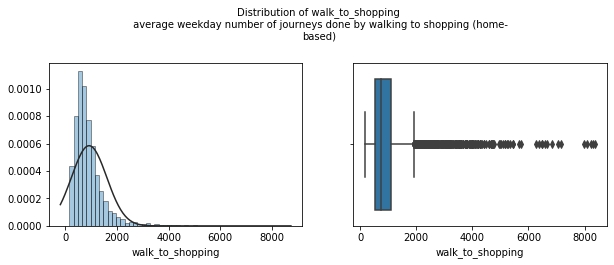 Distribution of walk_to_shopping
average weekday number of journeys done by walking to shopping (home-
based)
0.0010
0.0008
0.0006
0.0004
0.0002
0.0000
0 2000 4000 6000 8000
walk_to_shopping
0 2000 4000 6000 8000
walk_to_shopping